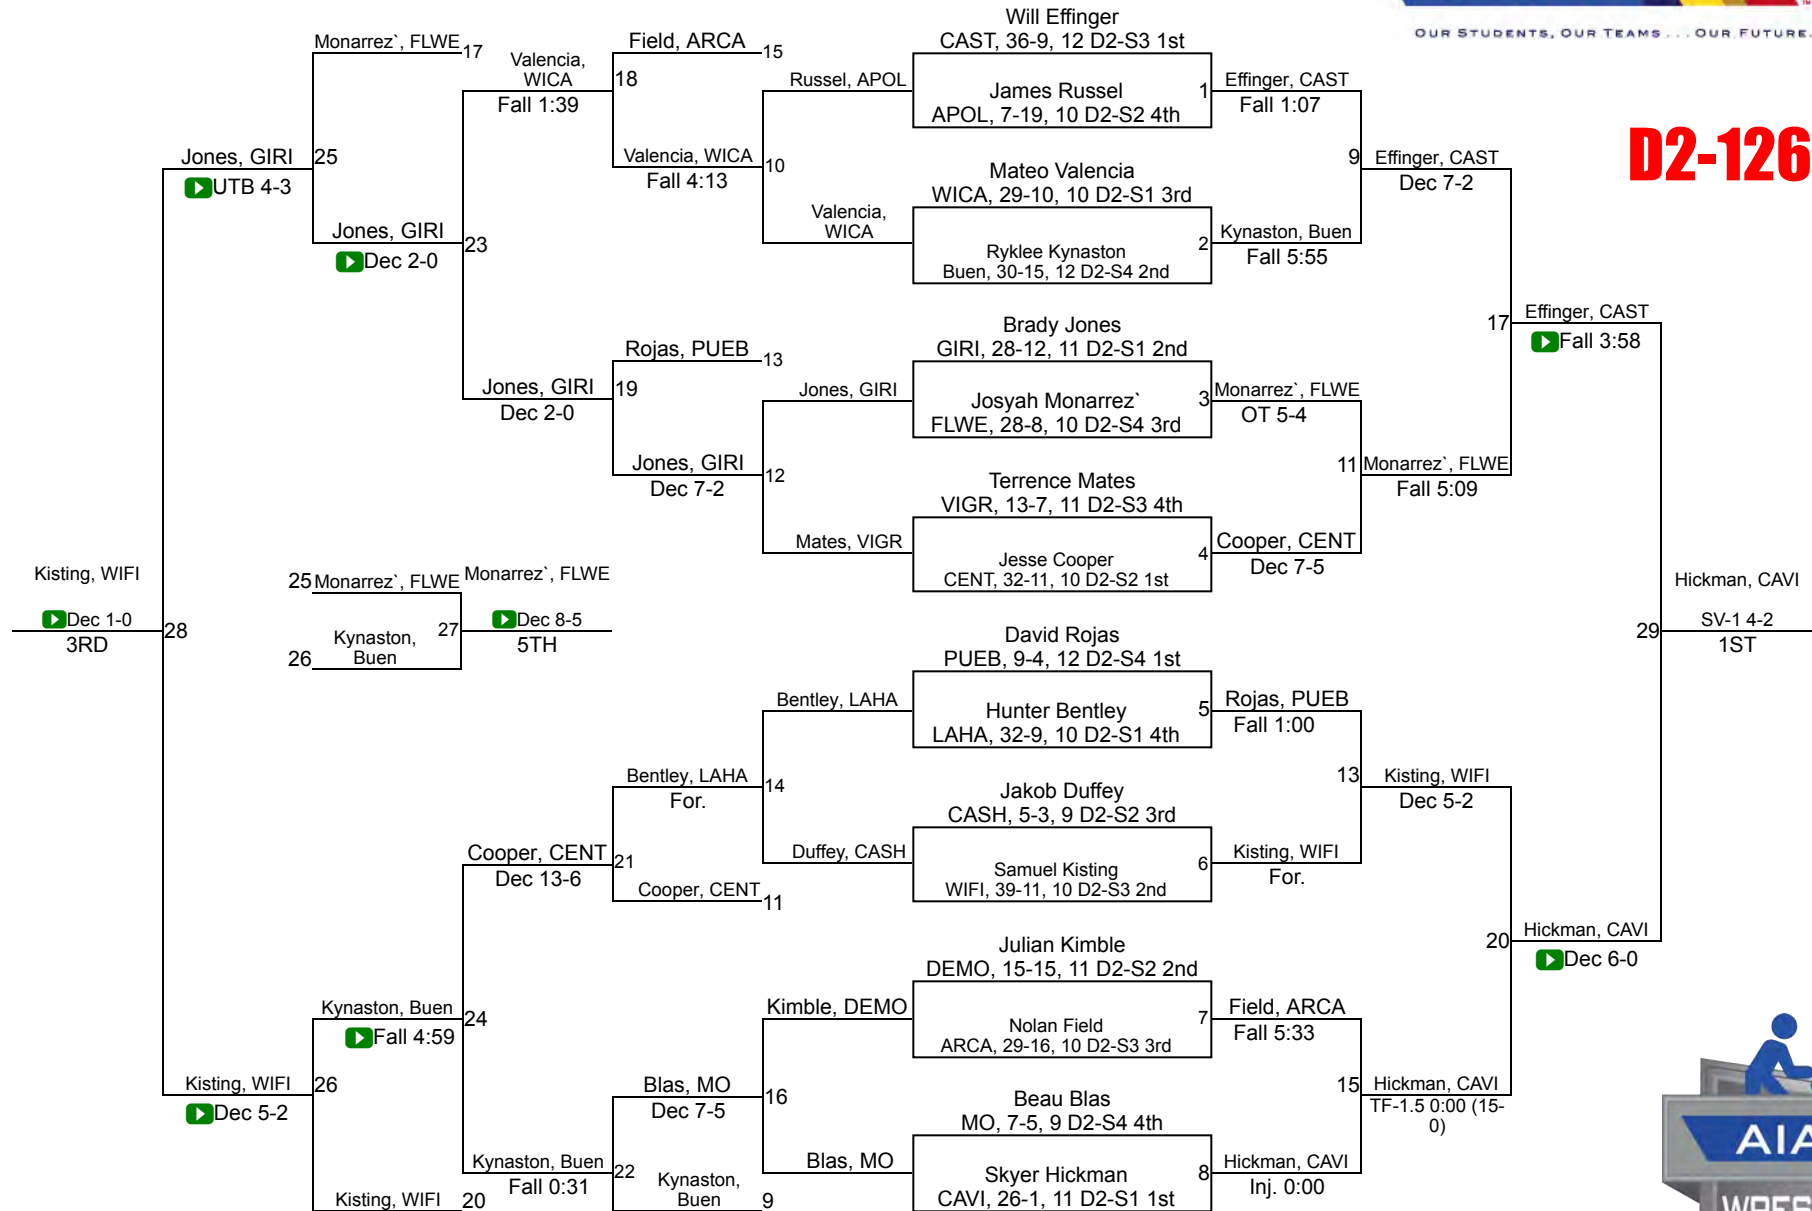 OUR STUDENTS, OUR TEAMS . . . OUR FUTURE.
D2-126
Monarrez`, FLWE 17
Valencia,
WICA
Fall 1:39
Field, ARCA 15
18
Russel, APOL
Will Effinger
CAST, 36-9, 12 D2-S3 1st
James Russel
APOL, 7-19, 10 D2-S2 4th
1
Effinger, CAST
Fall 1:07
Jones, GIRI 25
UTB 4-3
Valencia, WICA 10
Fall 4:13
Mateo Valencia
WICA, 29-10, 10 D2-S1 3rd
9
Effinger, CAST
Dec 7-2
Jones, GIRI 23
Dec 2-0
Valencia,
WICA
Ryklee Kynaston
Buen, 30-15, 12 D2-S4 2nd
2
Kynaston, Buen
Fall 5:55
Rojas, PUEB 13
Brady Jones
GIRI, 28-12, 11 D2-S1 2nd
17
Effinger, CAST
Fall 3:58
Jones, GIRI 19
Dec 2-0
Jones, GIRI
Josyah Monarrez`
FLWE, 28-8, 10 D2-S4 3rd
3
Monarrez`, FLWE
OT 5-4
Jones, GIRI 12
Dec 7-2
Terrence Mates
VIGR, 13-7, 11 D2-S3 4th
11
Monarrez`, FLWE
Fall 5:09
Mates, VIGR
Jesse Cooper
CENT, 32-11, 10 D2-S2 1st
4
Cooper, CENT
Dec 7-5
Kisting, WIFI
Dec 1-0
3RD
28
25 Monarrez`, FLWE
Kynaston,
Buen
26
27
Monarrez`, FLWE
Dec 8-5
5TH
Hickman, CAVI
SV-1 4-2
1ST
29
David Rojas
PUEB, 9-4, 12 D2-S4 1st
Bentley, LAHA
Hunter Bentley
LAHA, 32-9, 10 D2-S1 4th
5
Rojas, PUEB
Fall 1:00
Bentley, LAHA 14
For.
Jakob Duffey
CASH, 5-3, 9 D2-S2 3rd
13
Kisting, WIFI
Dec 5-2
Cooper, CENT 21
Dec 13-6
Duffey, CASH
Samuel Kisting
WIFI, 39-11, 10 D2-S3 2nd
6
Kisting, WIFI
For.
Cooper, CENT 11
Julian Kimble
DEMO, 15-15, 11 D2-S2 2nd
20
Hickman, CAVI
Dec 6-0
Kynaston, Buen 24
Fall 4:59
Kimble, DEMO
Nolan Field
ARCA, 29-16, 10 D2-S3 3rd
7
Field, ARCA
Fall 5:33
Kisting, WIFI 26
Dec 5-2
Blas, MO 16
Dec 7-5
Beau Blas
MO, 7-5, 9 D2-S4 4th
15
Hickman, CAVI
TF-1.5 0:00 (15-
0)
Kynaston, Buen 22
Fall 0:31
Blas, MO
Skyer Hickman
CAVI, 26-1, 11 D2-S1 1st
8
Hickman, CAVI
Inj. 0:00
Kisting, WIFI 20
Kynaston,
Buen
9
AIA